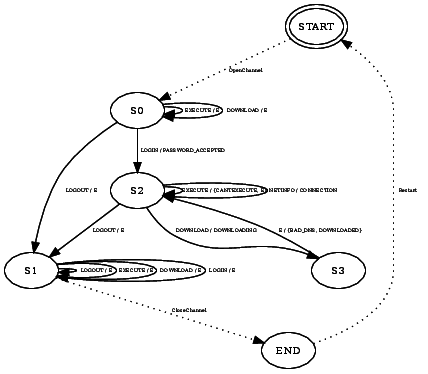 START
OpenChannel
S0
EXECUTE / E
DOWNLOAD / E
LOGIN / PASSWORD_ACCEPTED
LOGOUT / E
Restart
S2
EXECUTE / {CANTEXECUTE, E}
NETINFO / CONNECTION
LOGOUT / E
DOWNLOAD / DOWNLOADING
E / {BAD_DNS, DOWNLOADED}
S1
LOGOUT / E
EXECUTE / E
DOWNLOAD / E
LOGIN / E
S3
CloseChannel
END